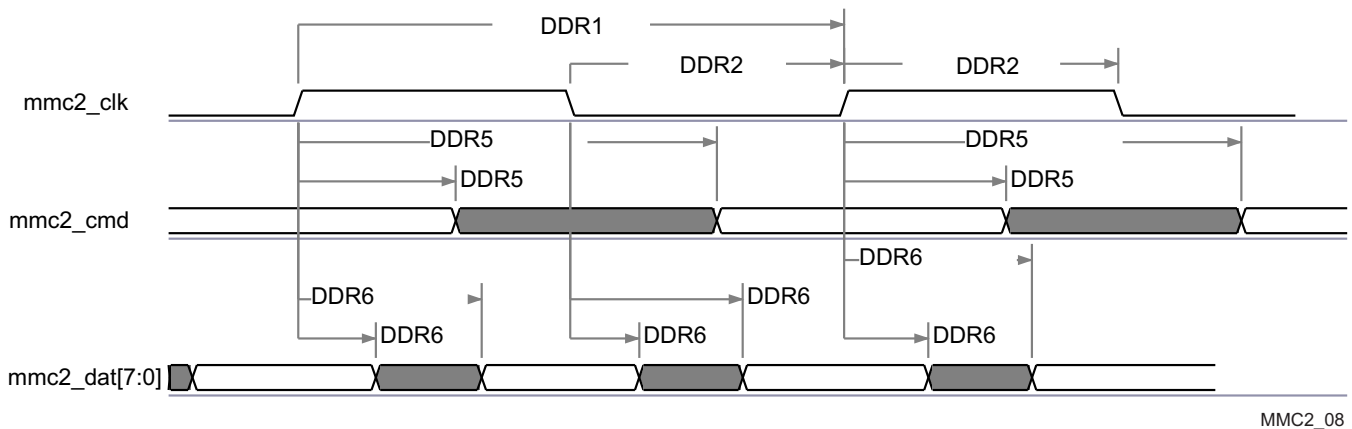 DDR1
DDR2 DDR2
mmc2_clk
DDR5 DDR5
DDR5 DDR5
mmc2_cmd
DDR6
DDR6 DDR6
DDR6 DDR6 DDR6
mmc2_dat[7:0]
MMC2_08